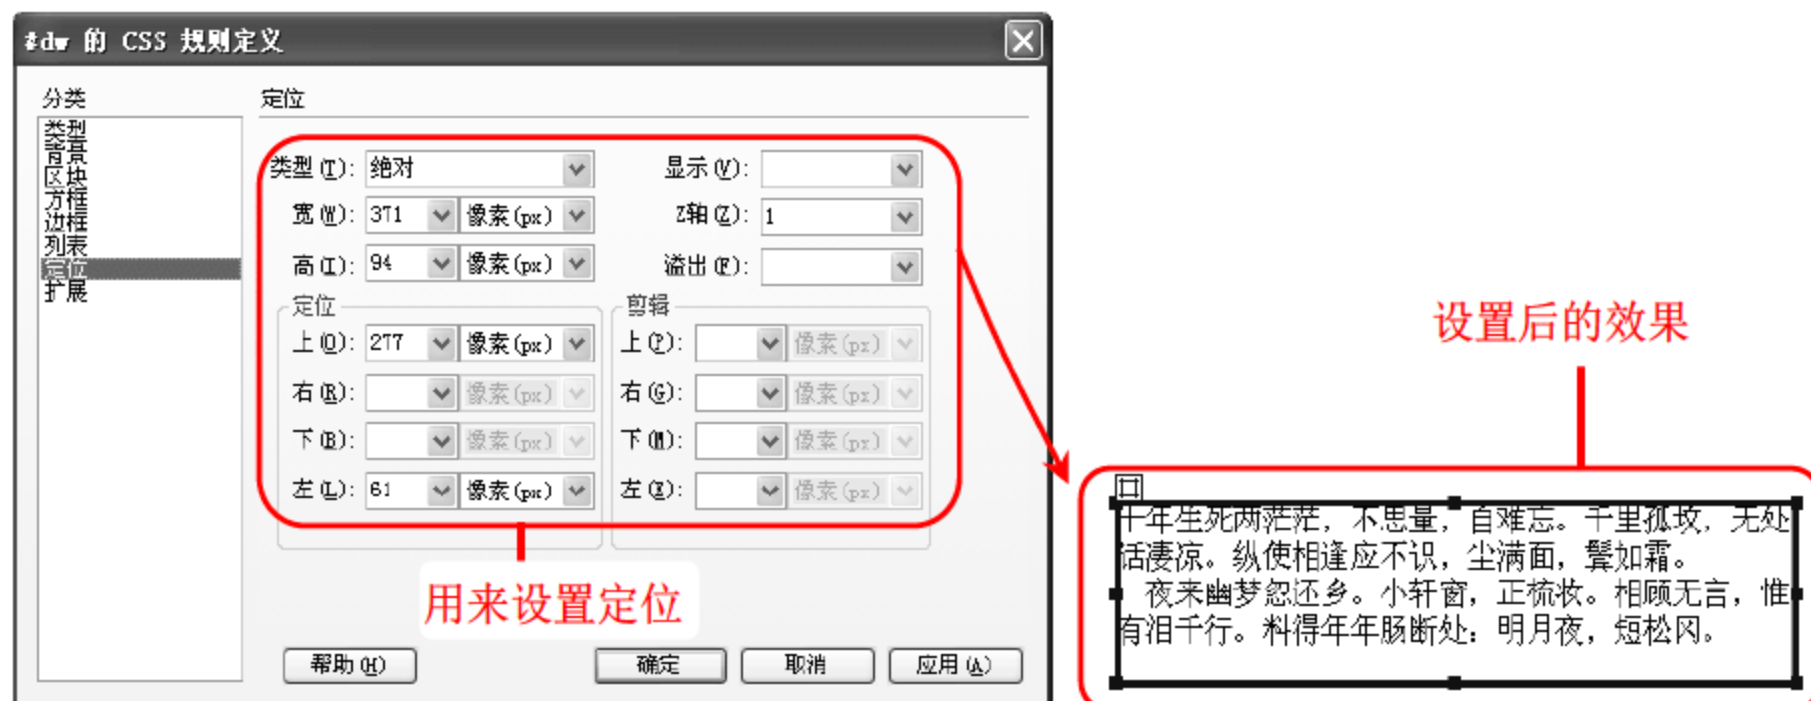 #dw 的 CSS 规则定义
分类
定位
类型
背景
区块
方框
边框
列表
定位
扩展
类型(T): 绝对 显示(V):
宽(W): 371 像素(px) Z轴(Z): 1
高(I): 94 像素(px) 溢出(F):
定位 剪辑
上(O): 277 像素(px) 上(P): 像素(px)
右(R): 像素(px) 右(G): 像素(px)
下(B): 像素(px) 下(M): 像素(px)
左(L): 61 像素(px) 左(X): 像素(px)
用来设置定位
帮助(H) 确定 取消 应用(A)
设置后的效果
十年生死两茫茫，不思量，自难忘。千里孤坟，无处
话凄凉。纵使相逢应不识，尘满面，鬓如霜。
夜来幽梦忽还乡。小轩窗，正梳妆。相顾无言，惟
有泪千行。料得年年肠断处：明月夜，短松冈。